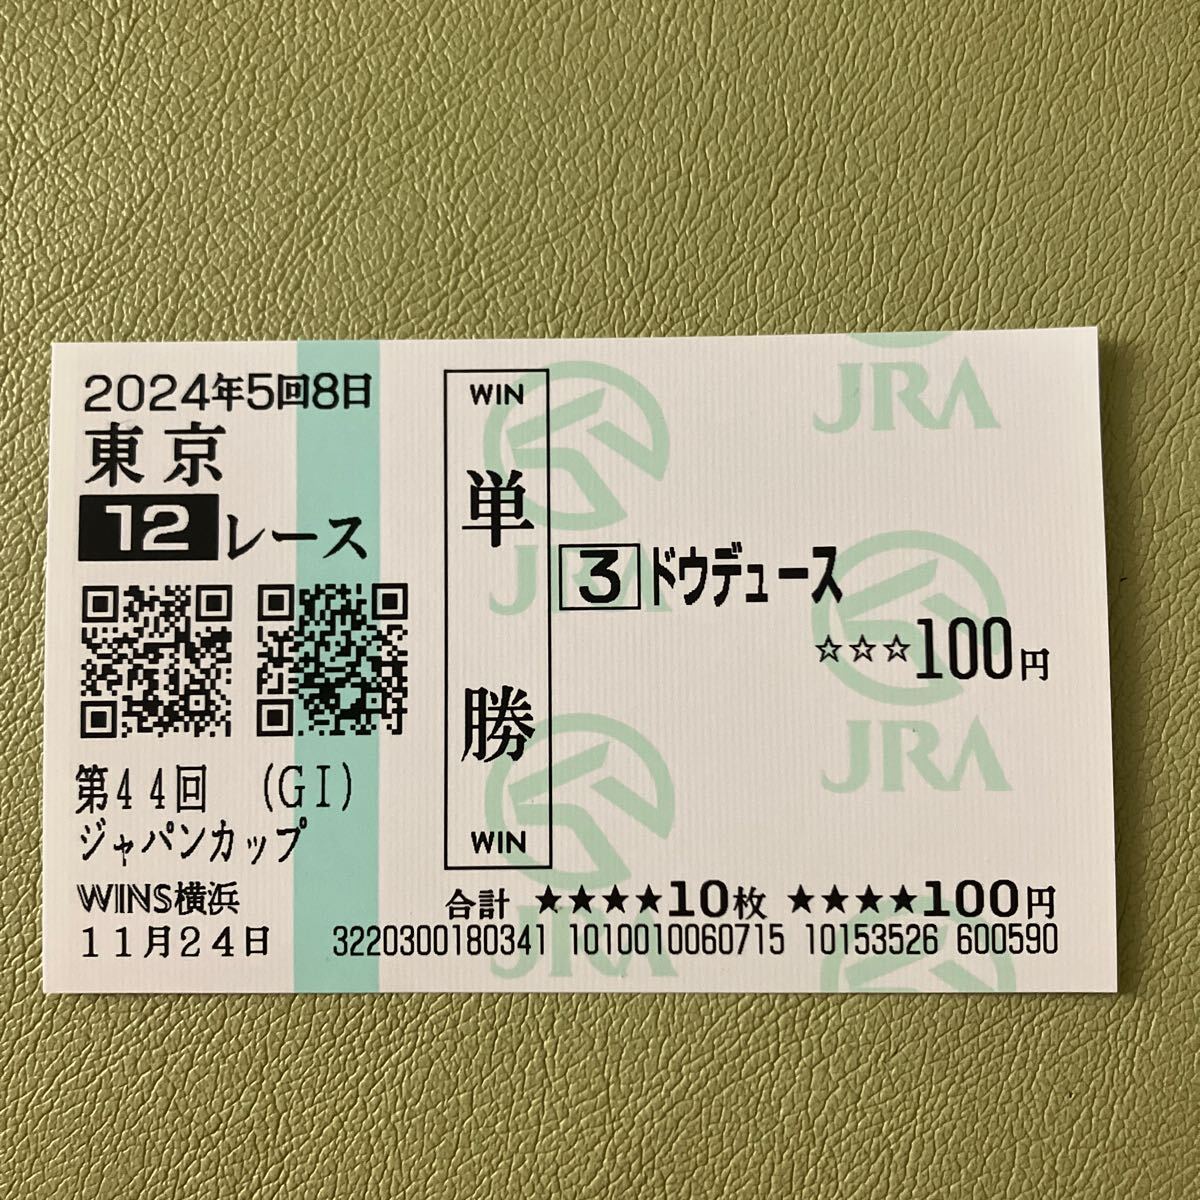 2024年5回8日
東京
12レース
第44回 (GI)
ジャパンカップ
WINS横浜
11月24日
WIN
単勝
WIN
3 ドウデュース
☆☆☆100円
合計 ★★★★10枚 ★★★★100円
3220300180341 1010010060715 10153526 600590
JRA
JRA
JRA
JRA